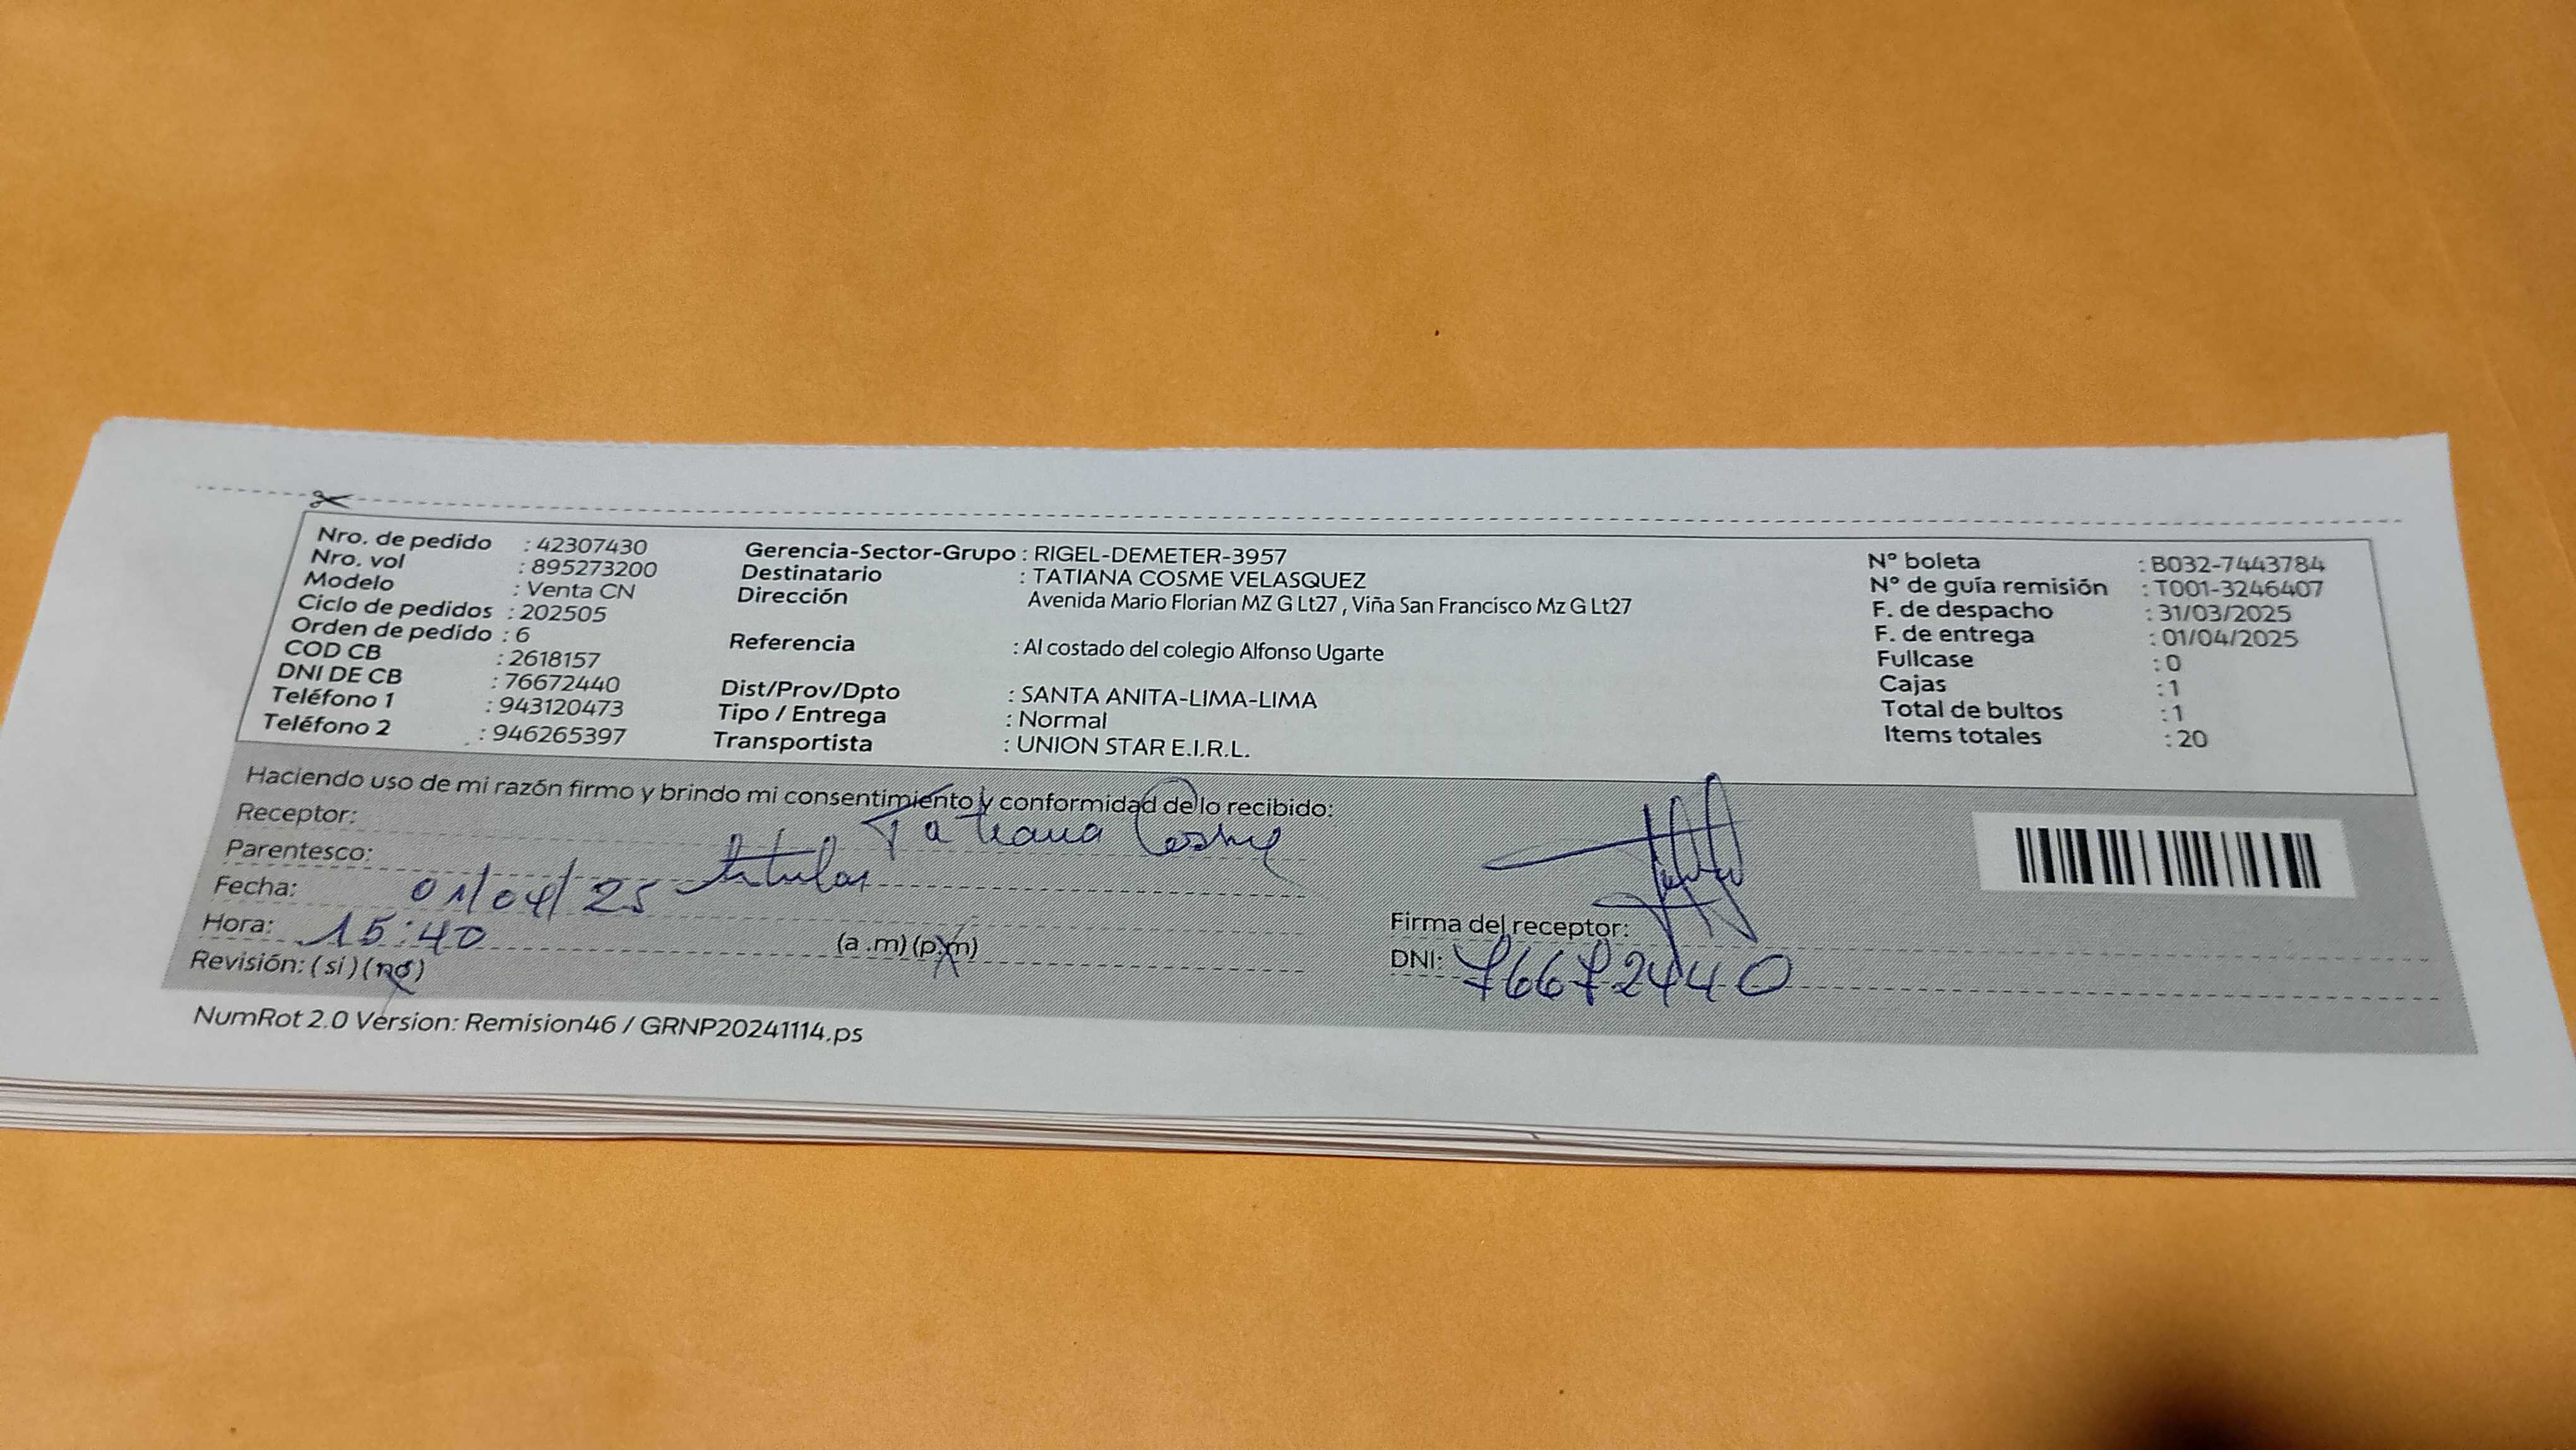 Nro. de pedido : 42307430
Nro. vol : 895273200
Modelo : Venta CN
Ciclo de pedidos : 202505
Orden de pedido : 6
COD CB : 2618157
DNI DE CB : 76672440
Teléfono 1 : 943120473
Teléfono 2 : 946265397
Gerencia-Sector-Grupo : RIGEL-DEMETER-3957
Destinatario : TATIANA COSME VELASQUEZ
Dirección Avenida Mario Florian MZ G Lt27 , Viña San Francisco Mz G Lt27
Referencia : Al costado del colegio Alfonso Ugarte
Dist/Prov/Dpto : SANTA ANITA-LIMA-LIMA
Tipo / Entrega : Normal
Transportista : UNION STAR E.I.R.L.
N° boleta : B032-7443784
N° de guía remisión : T001-3246407
F. de despacho : 31/03/2025
F. de entrega : 01/04/2025
Fullcase : 0
Cajas : 1
Total de bultos : 1
Items totales : 20
Haciendo uso de mi razón firmo y brindo mi consentimiento y conformidad de lo recibido:
Receptor: Tatiana Cosme
Parentesco: titular
Fecha: 01/04/25
Hora: 15:40 (a .m) (p.m)
Revisión: (si) (no)
Firma del receptor:
DNI: 76672440
NumRot 2.0 Version: Remision46 / GRNP20241114.ps